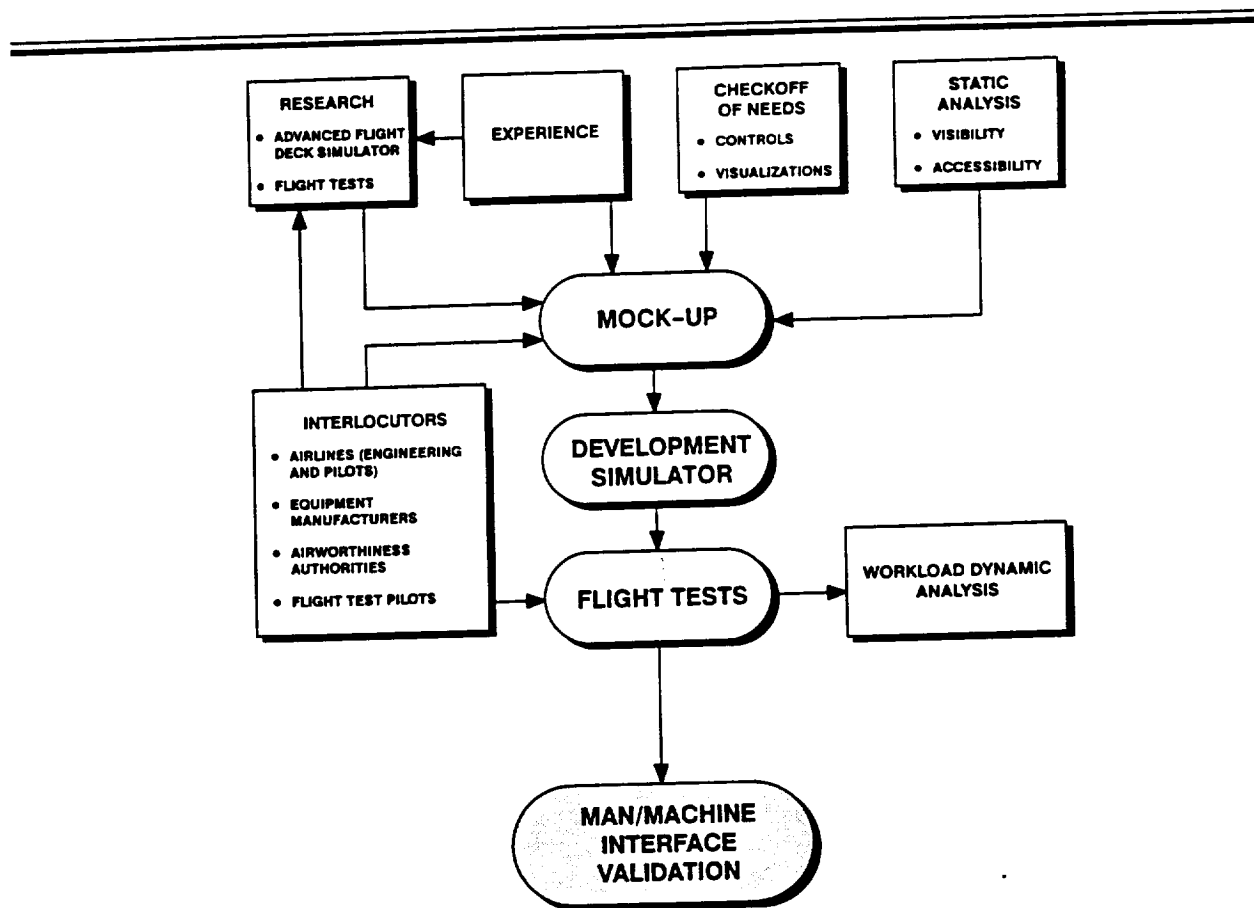 RESEARCH
• ADVANCED FLIGHT
DECK SIMULATOR
• FLIGHT TESTS
EXPERIENCE
CHECKOFF
OF NEEDS
• CONTROLS
• VISUALIZATIONS
STATIC
ANALYSIS
• VISIBILITY
• ACCESSIBILITY
MOCK-UP
INTERLOCUTORS
• AIRLINES (ENGINEERING
AND PILOTS)
• EQUIPMENT
MANUFACTURERS
• AIRWORTHINESS
AUTHORITIES
• FLIGHT TEST PILOTS
DEVELOPMENT
SIMULATOR
FLIGHT TESTS
WORKLOAD DYNAMIC
ANALYSIS
MAN/MACHINE
INTERFACE
VALIDATION